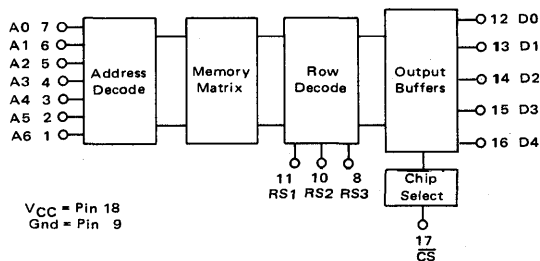 A0 7
A1 6
A2 5
A3 4
A4 3
A5 2
A6 1
Address
Decode
Memory
Matrix
Row
Decode
Output
Buffers
12 D0
13 D1
14 D2
15 D3
16 D4
11 10 8
RS1 RS2 RS3
Chip
Select
17
CS
VCC = Pin 18
Gnd = Pin 9